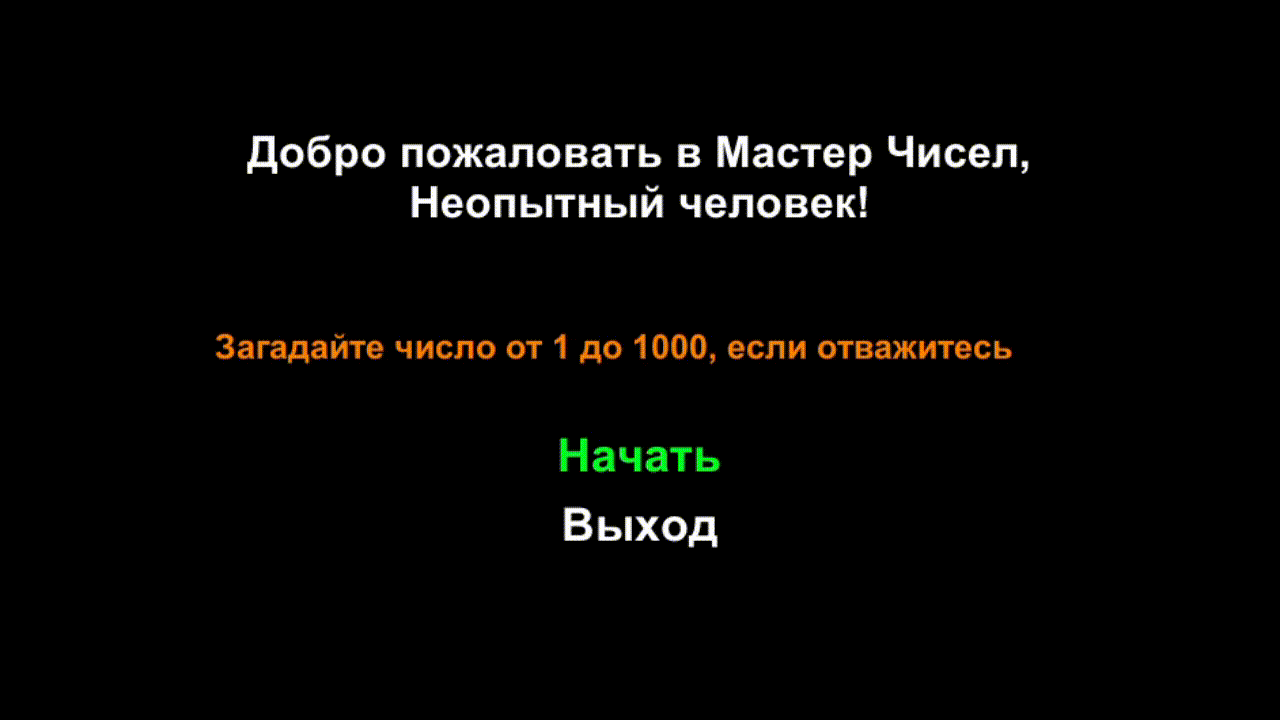 Добро пожаловать в Мастер Чисел,
Неопытный человек!
Загадайте число от 1 до 1000, если отважитесь
Начать
Выход